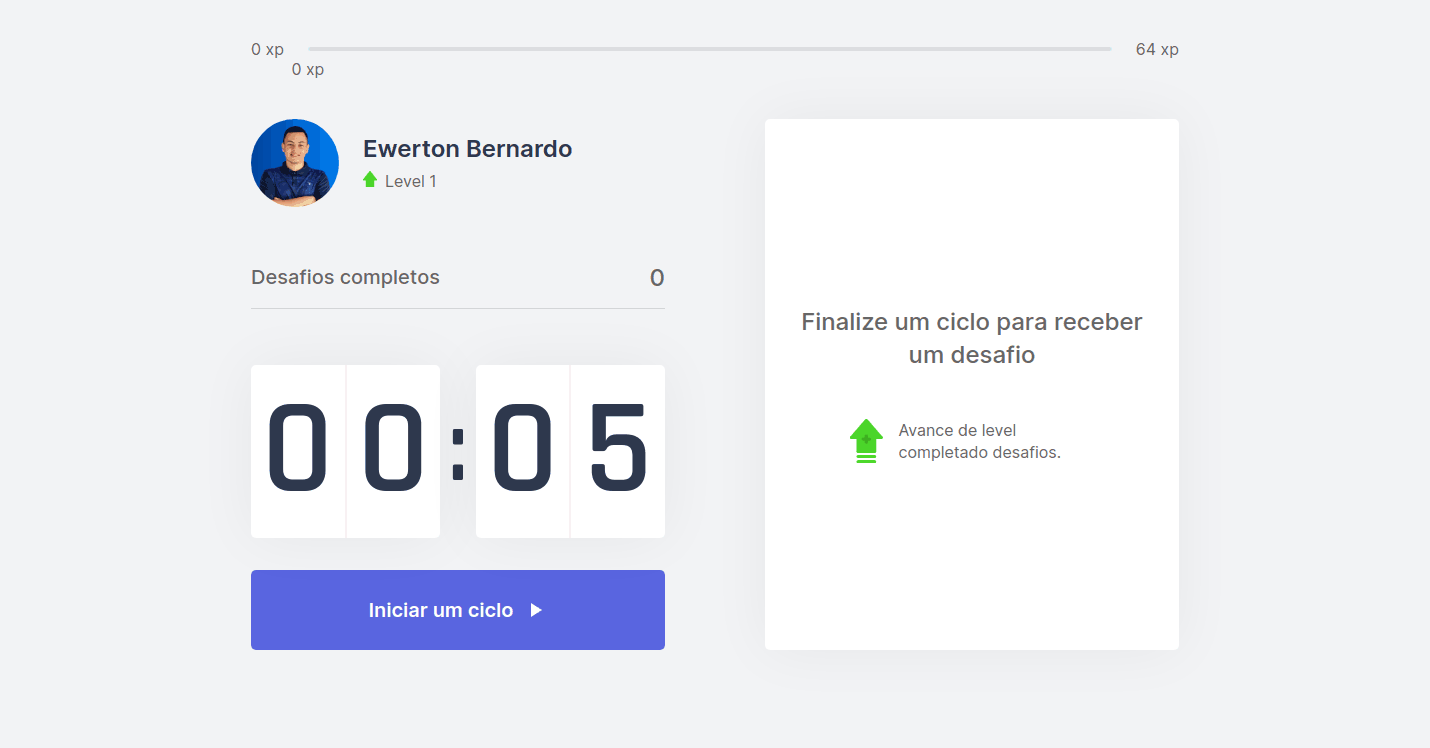 0 xp
64 xp
0 xp
Ewerton Bernardo
Level 1
Desafios completos
0
00:05
Iniciar um ciclo
Finalize um ciclo para receber
um desafio
Avance de level
completado desafios.